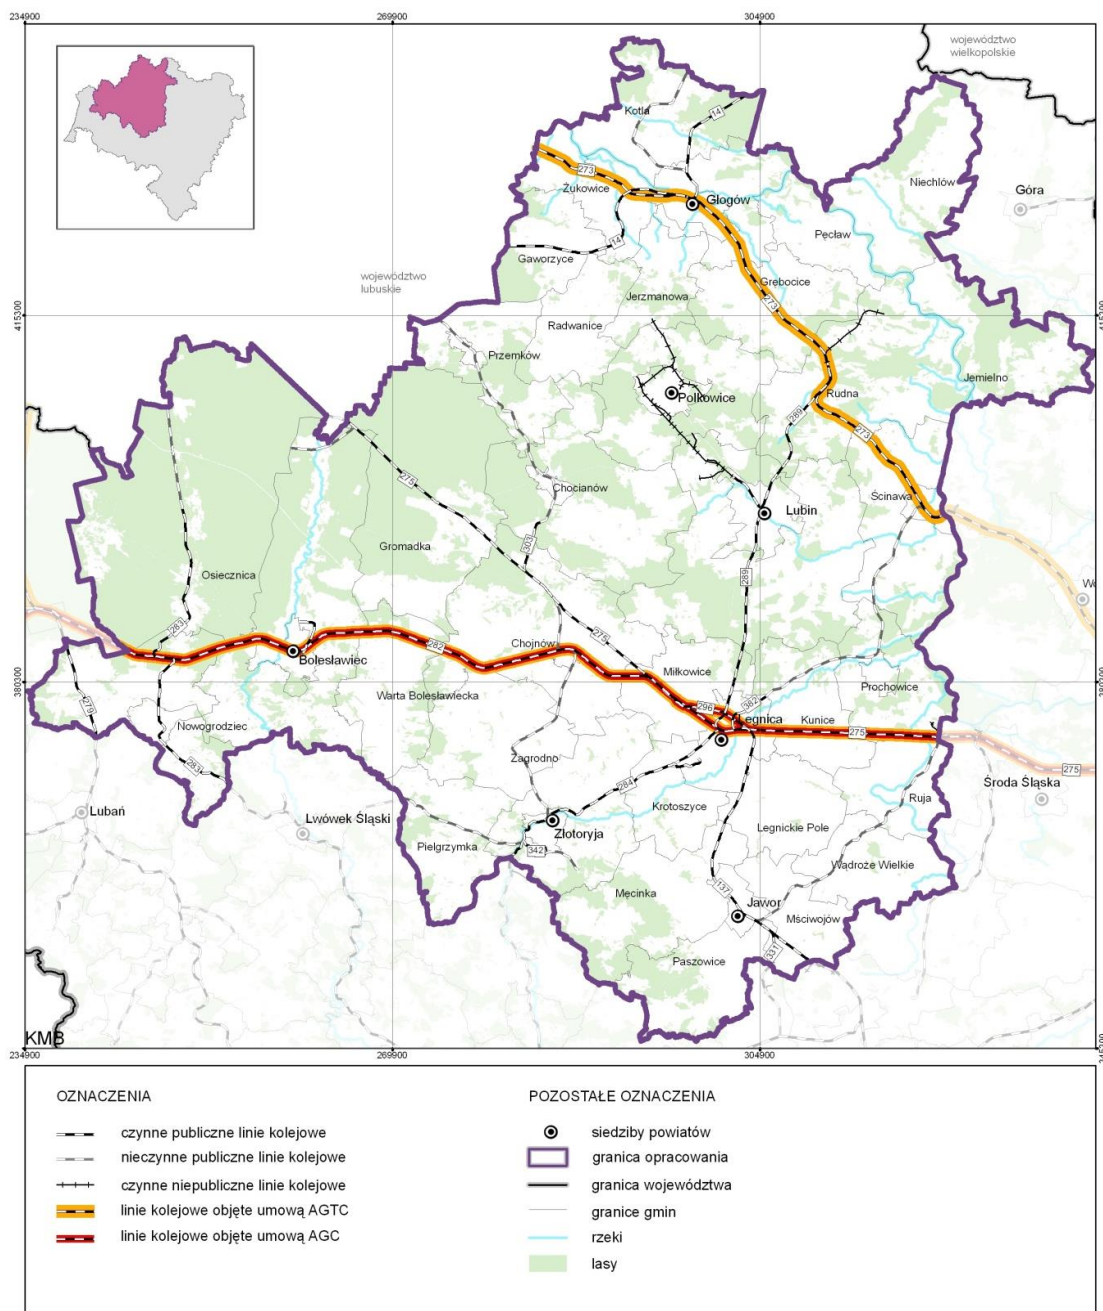 234900
269900
304900
województwo
wielkopolskie
Kotla
14
273
Żukowice
Głogów
Niechlów
Góra
Pęcław
14
Gaworzyce
województwo
lubuskie
Grębocice
Jerzmanowa
273
415300
415300
Radwanice
Przemków
Jemielno
Polkowice
Rudna
289
273
275
Chocianów
Ścinawa
Lubin
303
Gromadka
Osiecznica
289
283
275
Chojnów
282
Bolesławiec
Miłkowice
380300
Prochowice
Warta Bolesławiecka
279
Nowogrodziec
296
382
Legnica
Kunice
275
283
Zagrodno
275
284
Środa Śląska
Lubań
Krotoszyce
Ruja
Lwówek Śląski
Złotoryja
Legnickie Pole
Pielgrzymka
342
Wądroże Wielkie
137
Męcinka
Jawor
Mściwojów
331
Paszowice
KMB
234900
269900
304900
OZNACZENIA
czynne publiczne linie kolejowe
nieczynne publiczne linie kolejowe
czynne niepubliczne linie kolejowe
linie kolejowe objęte umową AGTC
linie kolejowe objęte umową AGC
POZOSTAŁE OZNACZENIA
siedziby powiatów
granica opracowania
granica województwa
granice gmin
rzeki
lasy